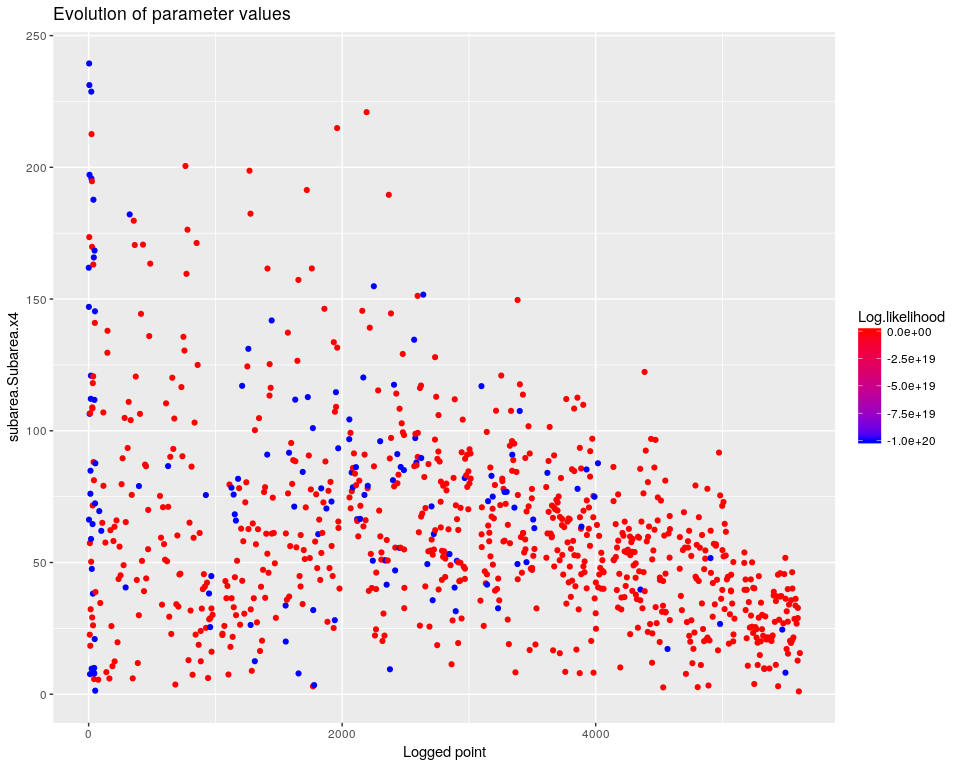 Evolution of parameter values
250
200
150
100
50
0
subarea.Subarea.x4
0
2000
4000
Logged point
Log.likelihood
0.0e+00
-2.5e+19
-5.0e+19
-7.5e+19
-1.0e+20